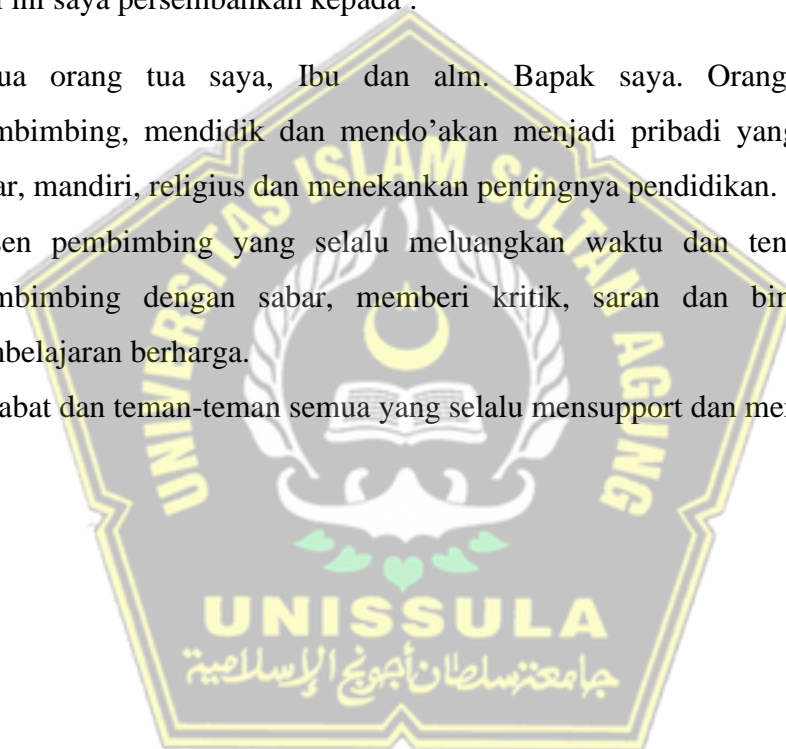 ini saya persembahkan kepada :
ua orang tua saya, Ibu dan alm. Bapak saya. Orang
mbimbing, mendidik dan mendo’akan menjadi pribadi yang
ar, mandiri, religius dan menekankan pentingnya pendidikan.
sen pembimbing yang selalu meluangkan waktu dan ten
mbimbing dengan sabar, memberi kritik, saran dan bin
mbelajaran berharga.
abat dan teman-teman semua yang selalu mensupport dan me
UNIVERSITAS ISLAM SULTAN AGUNG
UNISSULA
جامعة سلطان أجونج الإسلامية